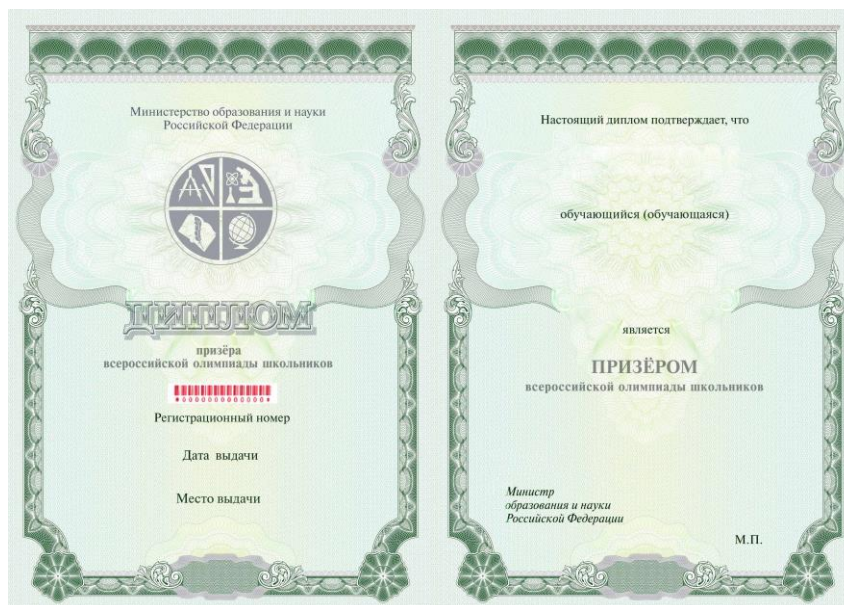 Министерство образования и науки
Российской Федерации
ДИПЛОМ
призёра
всероссийской олимпиады школьников
Регистрационный номер
Дата выдачи
Место выдачи
Настоящий диплом подтверждает, что
обучающийся (обучающаяся)
является
ПРИЗЁРОМ
всероссийской олимпиады школьников
Министр
образования и науки
Российской Федерации
М.П.